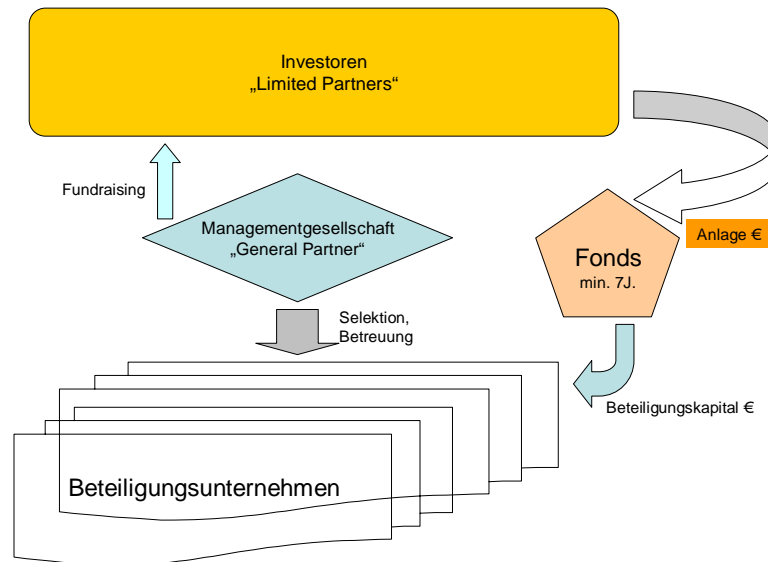 Investoren
„Limited Partners“
Fundraising
Managementgesellschaft
„General Partner“
Anlage €
Fonds
min. 7J.
Selektion,
Betreuung
Beteiligungskapital €
Beteiligungsunternehmen